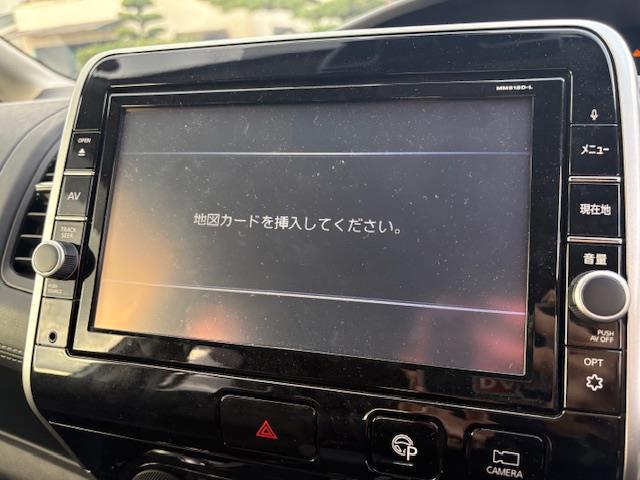 MM518D-L
OPEN
AV
TRACK
SEEK
メニュー
現在地
音量
地図カードを挿入してください。
PUSH
AV OFF
OPT
P
CAMERA